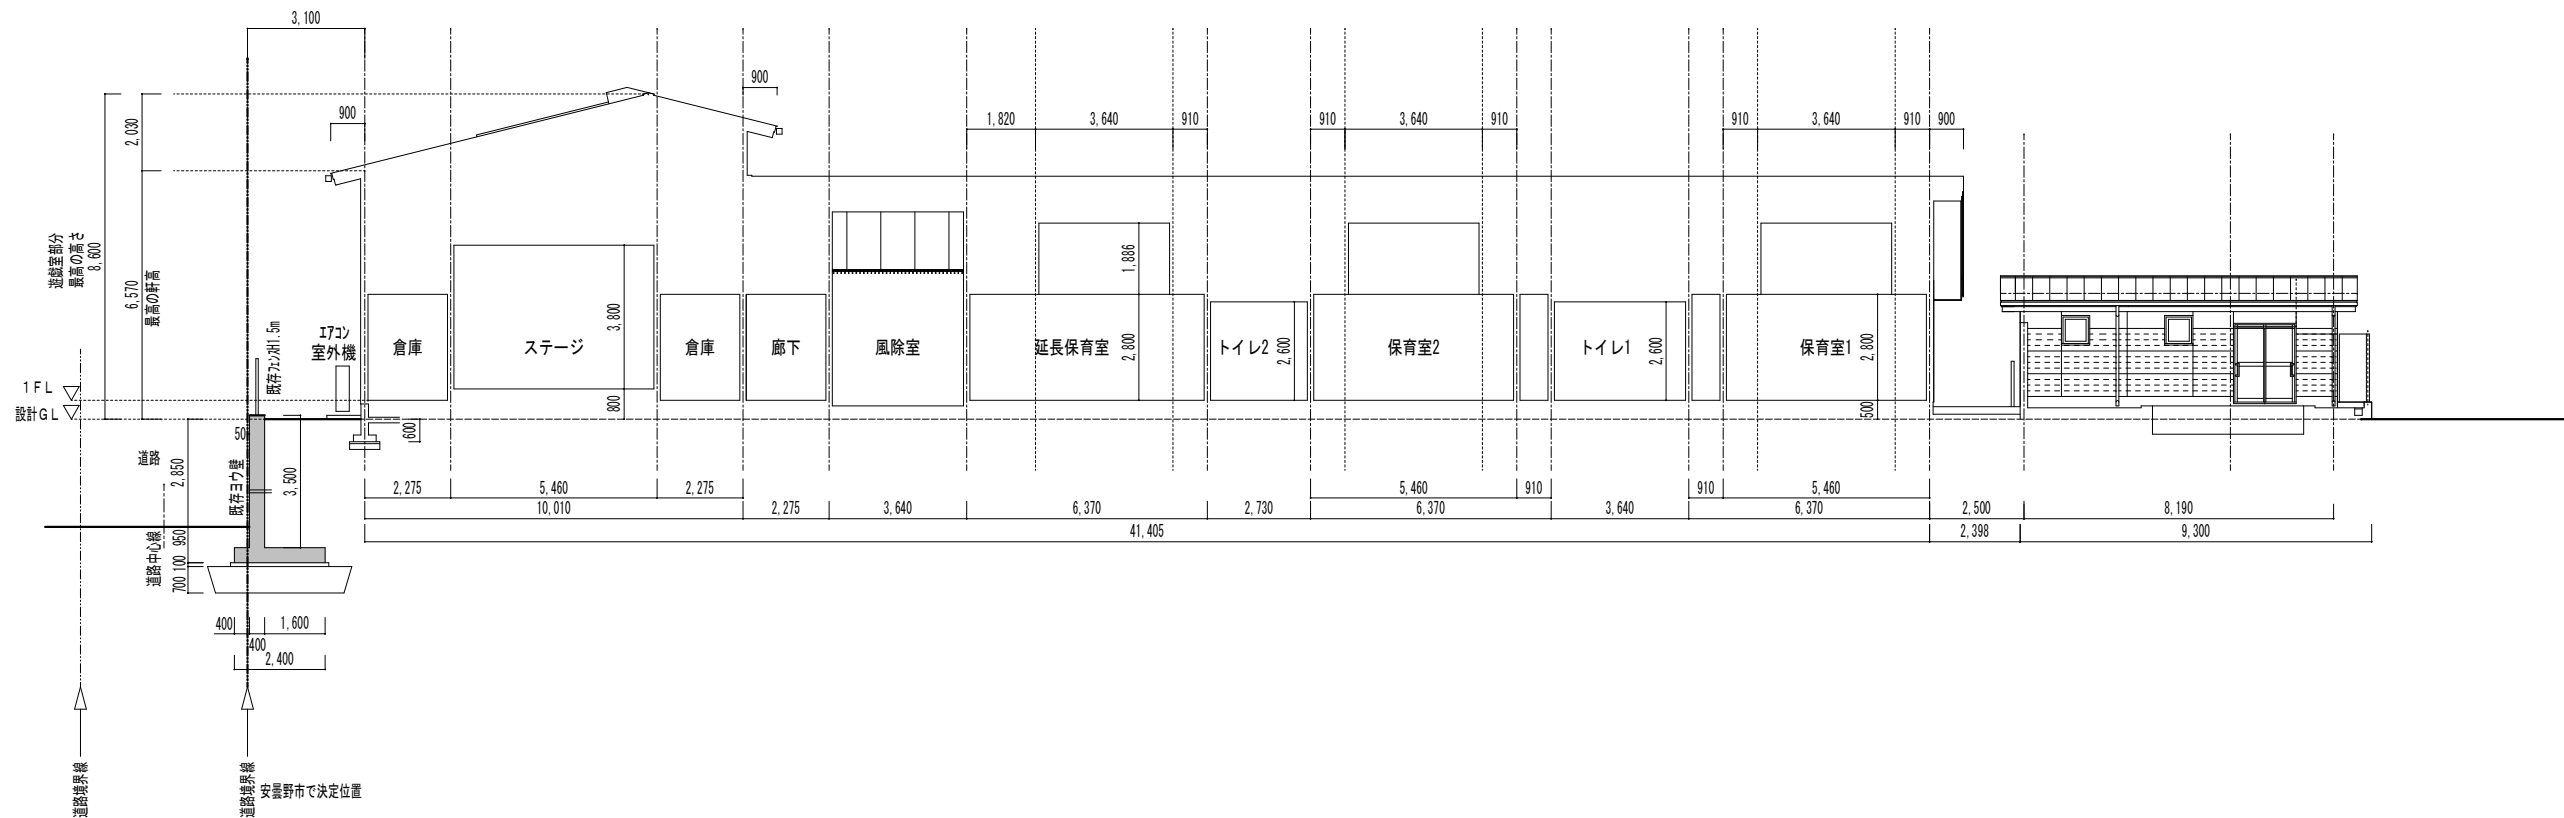 3,100
900
900
2,030
1,820
3,640
910
910
3,640
910
910
3,640
910
900
遊戯室部分
最高の高さ
8,600
6,570
最高の軒高
1,886
既存フェンスH1.5m
エアコン
室外機
倉庫
ステージ
3,800
800
倉庫
廊下
風除室
延長保育室
2,800
トイレ2
2,600
保育室2
トイレ1
2,600
保育室1
2,800
500
1FL
設計GL
50
600
道路
2,850
既存ヨウ壁
3,500
2,275
5,460
2,275
5,460
910
910
5,460
10,010
2,275
3,640
6,370
2,730
6,370
3,640
6,370
2,500
8,190
41,405
2,398
9,300
道路中心線
950
100
700
400
1,600
400
2,400
道路境界線
道路境界線
安曇野市で決定位置